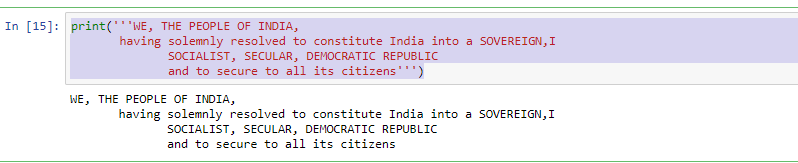 In [15]: print('''WE, THE PEOPLE OF INDIA,
having solemnly resolved to constitute India into a SOVEREIGN,I
SOCIALIST, SECULAR, DEMOCRATIC REPUBLIC
and to secure to all its citizens''')
WE, THE PEOPLE OF INDIA,
having solemnly resolved to constitute India into a SOVEREIGN,I
SOCIALIST, SECULAR, DEMOCRATIC REPUBLIC
and to secure to all its citizens